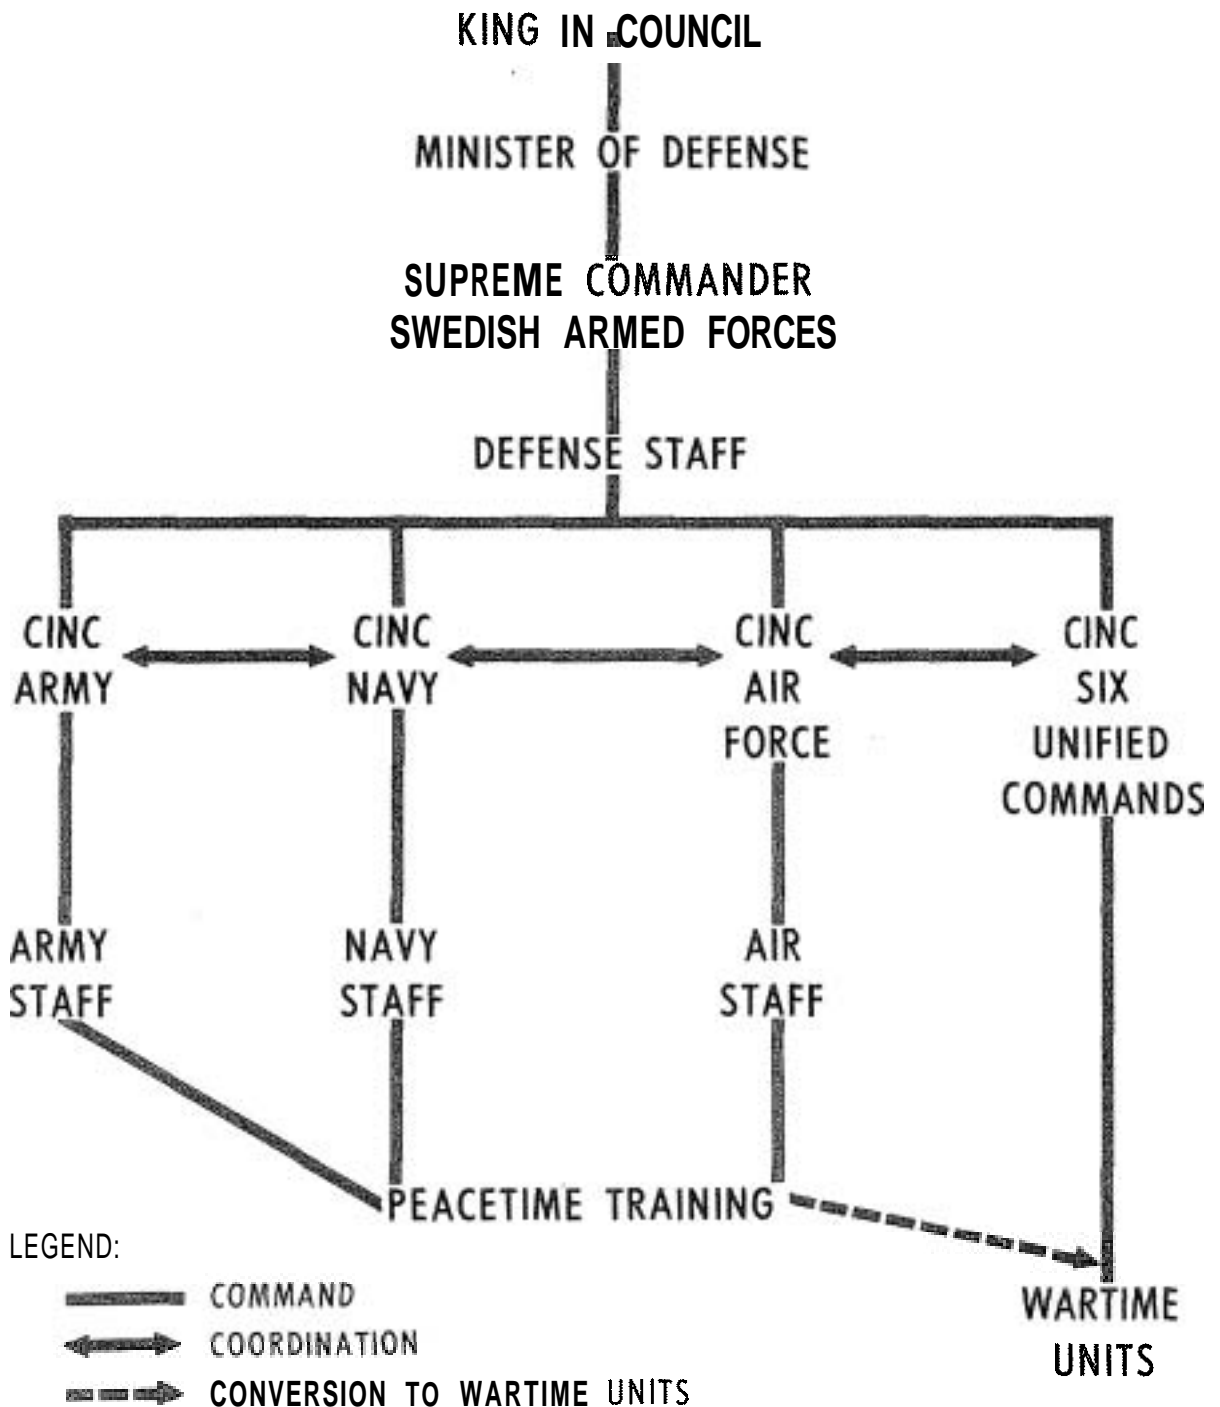 KING IN COUNCIL
MINISTER OF DEFENSE
SUPREME COMMANDER
SWEDISH ARMED FORCES
DEFENSE STAFF
CINC
ARMY
CINC
NAVY
CINC
AIR
FORCE
CINC
SIX
UNIFIED
COMMANDS
ARMY
STAFF
NAVY
STAFF
AIR
STAFF
PEACETIME TRAINING
WARTIME
UNITS
LEGEND:
COMMAND
COORDINATION
CONVERSION TO WARTIME UNITS